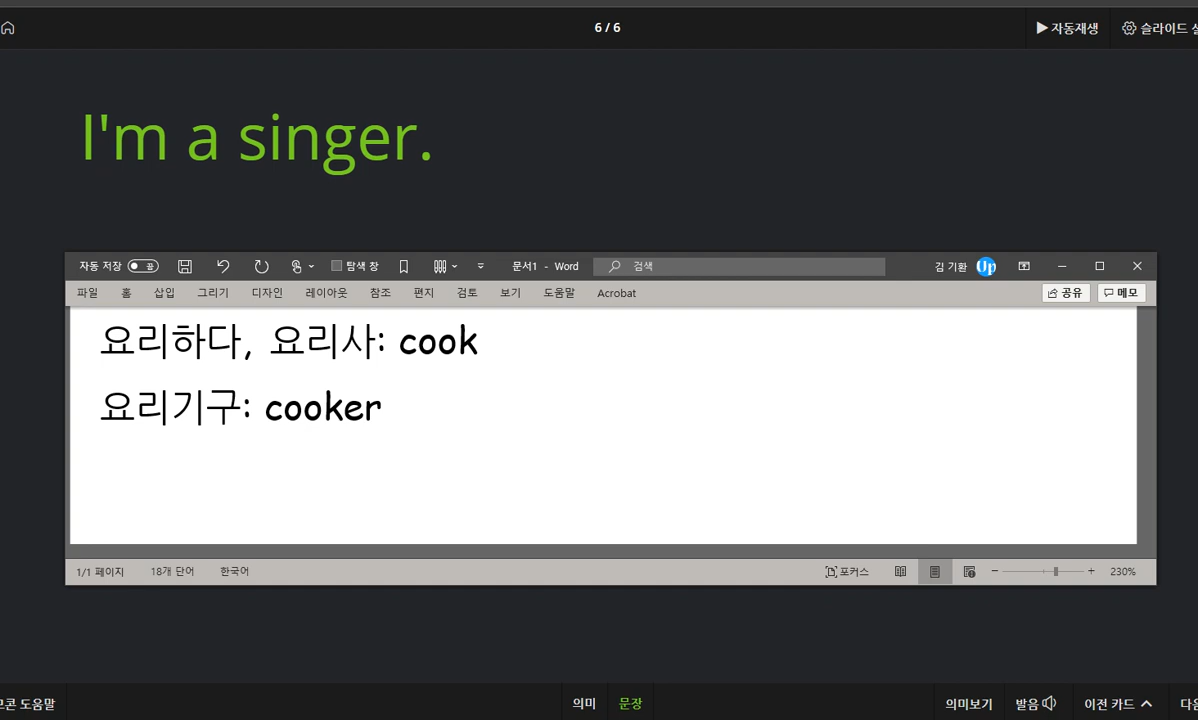 6 / 6
자동재생
슬라이드
I'm a singer.
자동 저장 끔
탐색 창
문서1 - Word
검색
김 기환
Up
파일 홈 삽입 그리기 디자인 레이아웃 참조 편지 검토 보기 도움말 Acrobat
공유
메모
요리하다, 요리사: cook
요리기구: cooker
1/1 페이지 18개 단어 한국어
포커스
230%
도움말
의미 문장
의미보기 발음 이전 카드